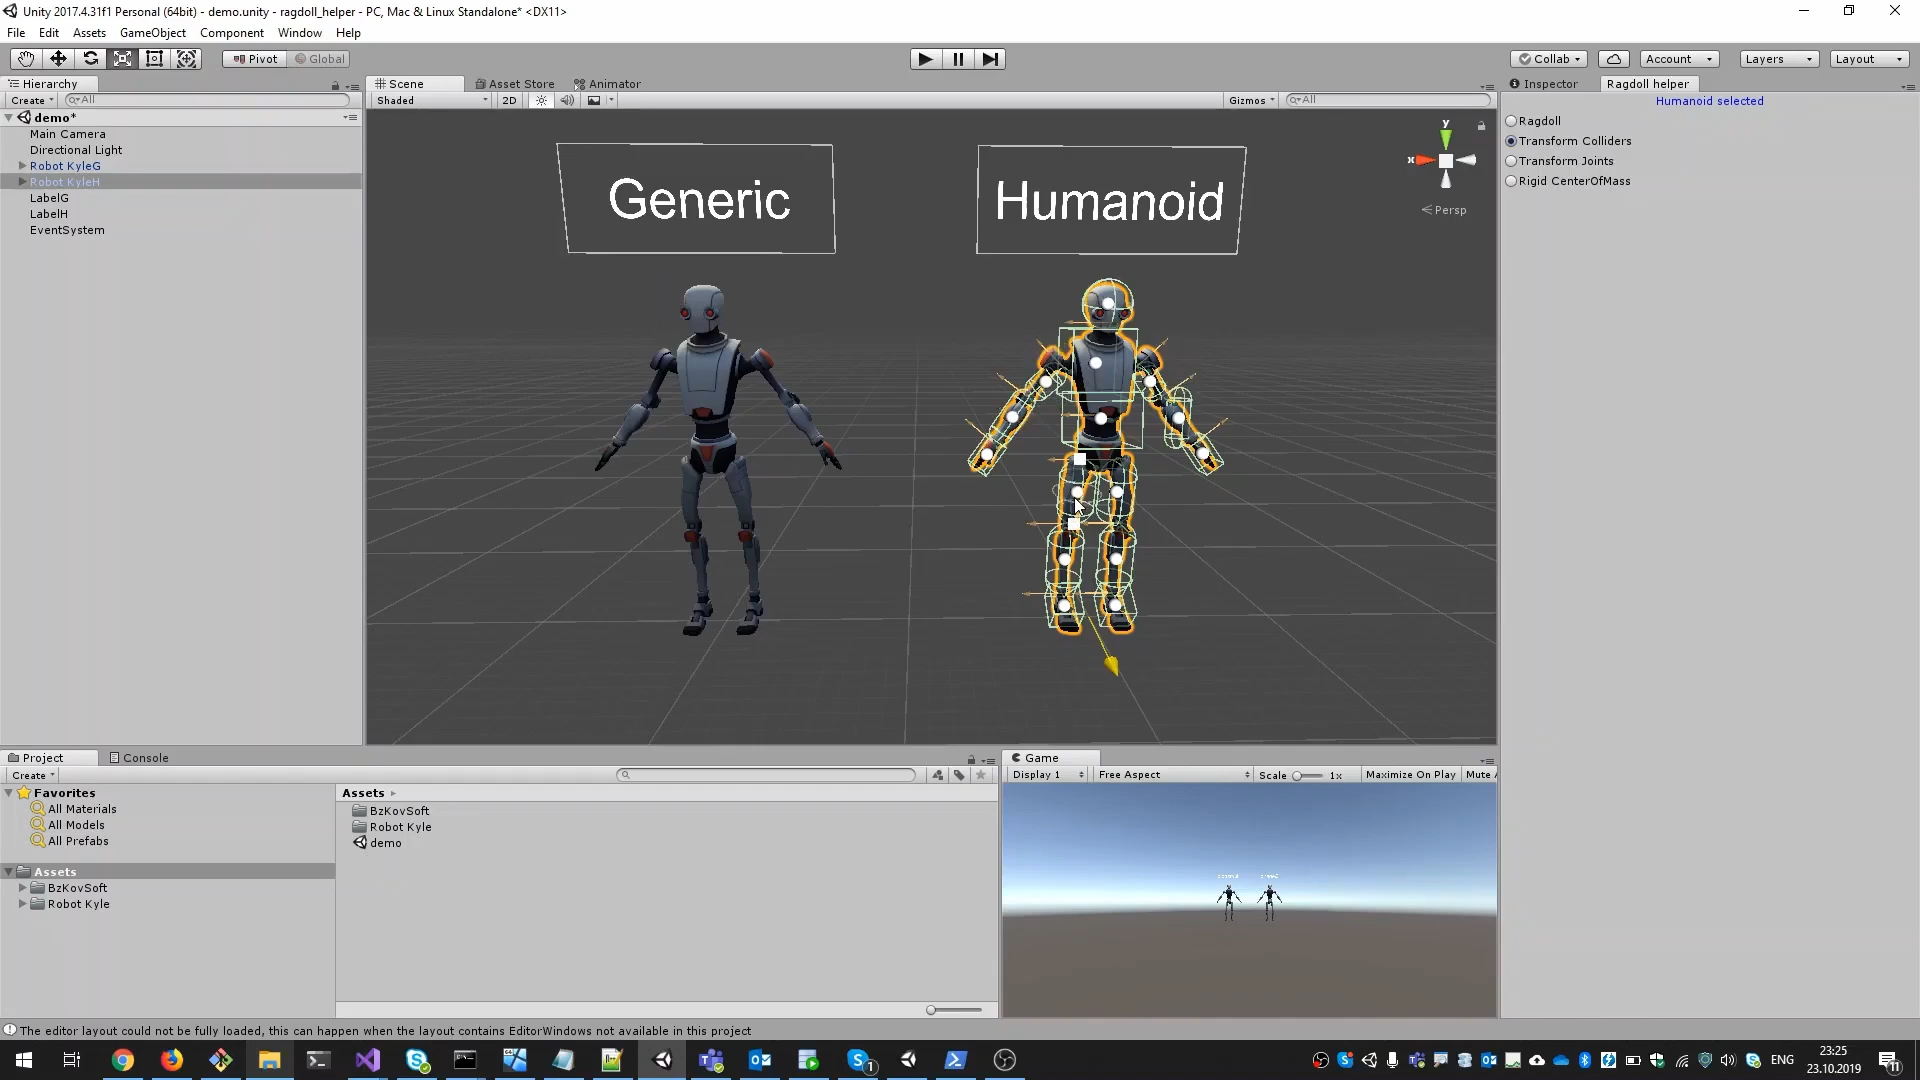 Unity 2017.4.31f1 Personal (64bit) - demo.unity - ragdoll_helper - PC, Mac & Linux Standalone* <DX11>
File Edit Assets GameObject Component Window Help
Pivot Global Collab Account Layers Layout
Hierarchy
Create All
demo*
Main Camera
Directional Light
Robot KyleG
Robot KyleH
LabelG
LabelH
EventSystem
Scene Asset Store Animator
Shaded 2D Gizmos All
Generic
Humanoid
y
x
Persp
Inspector Ragdoll helper
Humanoid selected
Ragdoll
Transform Colliders
Transform Joints
Rigid CenterOfMass
Project Console
Create
Favorites
All Materials
All Models
All Prefabs
Assets
BzKovSoft
Robot Kyle
Assets
BzKovSoft
Robot Kyle
demo
Game
Display 1 Free Aspect Scale 1x Maximize On Play Mute
The editor layout could not be fully loaded, this can happen when the layout contains EditorWindows not available in this project
1
ENG
23:25
23.10.2019
11